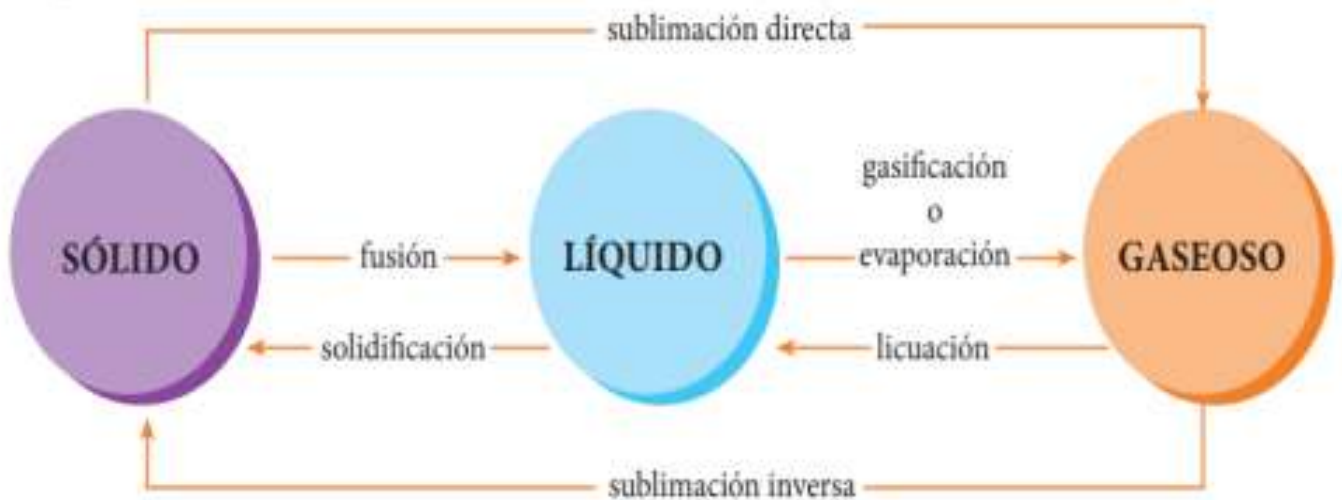 sublimación directa
gasificación
o
SÓLIDO
fusión
LÍQUIDO
evaporación
GASEOSO
solidificación
licuación
sublimación inversa